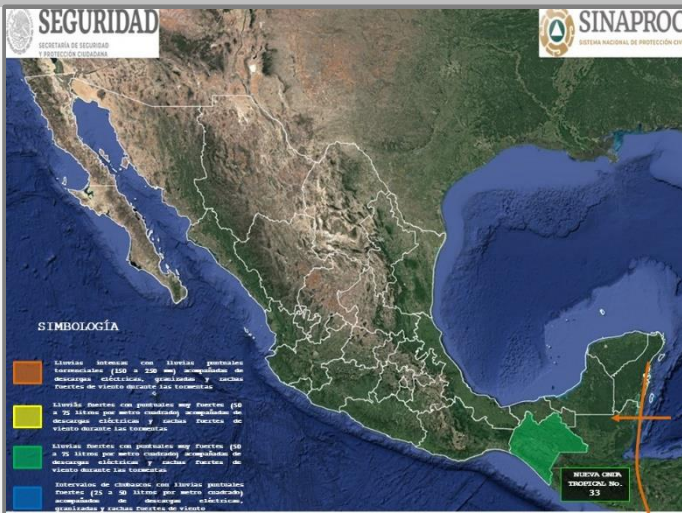 SEGURIDAD
SECRETARÍA DE SEGURIDAD
Y PROTECCIÓN CIUDADANA
SINAPROC
SISTEMA NACIONAL DE PROTECCIÓN CIV
SIMBOLOGÍA
Lluvias intensas con lluvias puntuales
torrenciales (150 a 250 mm) acompañadas de
descargas eléctricas, granizadas y rachas
fuertes de viento durante las tormentas
Lluvias fuertes con puntuales muy fuertes (50
a 75 litros por metro cuadrado) acompañadas de
descargas eléctricas y rachas fuertes de
viento durante las tormentas
Lluvias fuertes con puntuales muy fuertes (50
a 75 litros por metro cuadrado) acompañadas de
descargas eléctricas y rachas fuertes de
viento durante las tormentas
Intervalos de chubascos con lluvias puntuales
fuertes (25 a 50 litros por metro cuadrado)
acompañados de descargas eléctricas,
granizadas y rachas fuertes de viento
NUEVA ONDA
TROPICAL No.
33